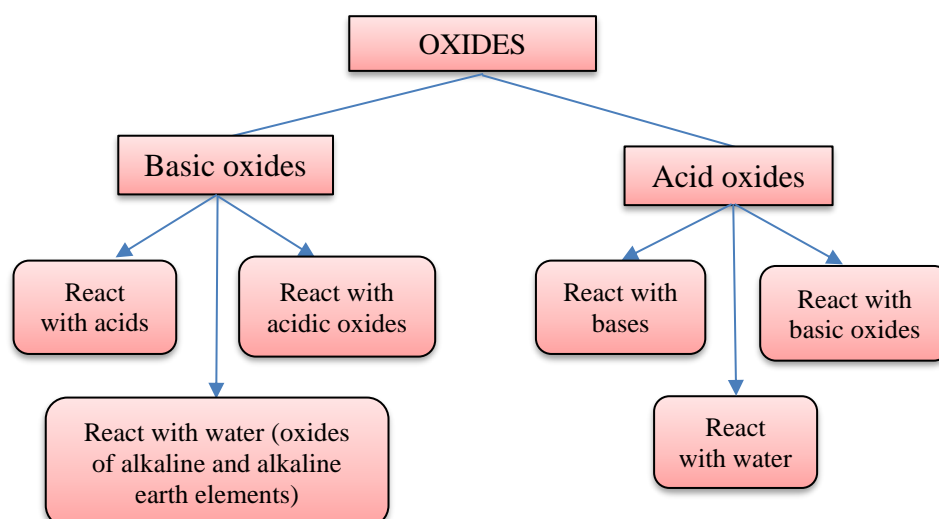 OXIDES
Basic oxides
Acid oxides
React
with acids
React with
acidic oxides
React with
bases
React with
basic oxides
React with water (oxides
of alkaline and alkaline
earth elements)
React
with water